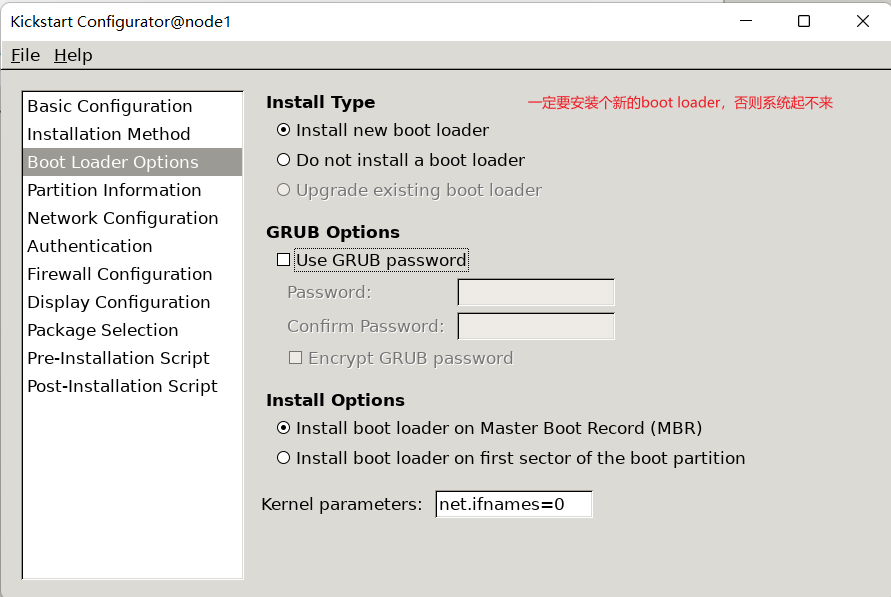 Kickstart Configurator@node1
File Help
Basic Configuration
Installation Method
Boot Loader Options
Partition Information
Network Configuration
Authentication
Firewall Configuration
Display Configuration
Package Selection
Pre-Installation Script
Post-Installation Script
Install Type
一定要安装个新的boot loader，否则系统起不来
Install new boot loader
Do not install a boot loader
Upgrade existing boot loader
GRUB Options
Use GRUB password
Password:
Confirm Password:
Encrypt GRUB password
Install Options
Install boot loader on Master Boot Record (MBR)
Install boot loader on first sector of the boot partition
Kernel parameters: net.ifnames=0